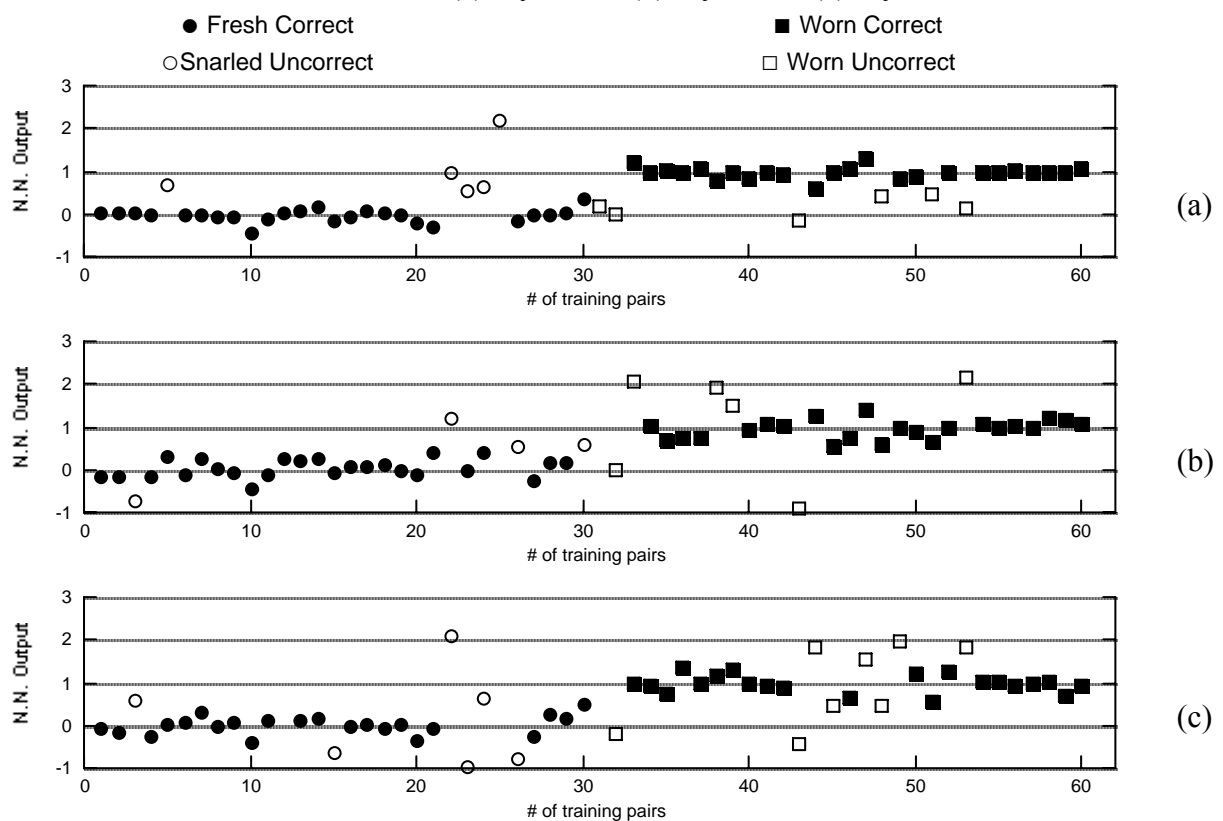 Fresh Correct Worn Correct
Snarled Uncorrect Worn Uncorrect
3
2
1
0
-1
N.N. Output
0 10 20 30 40 50 60
# of training pairs
(a)
3
2
1
0
-1
N.N. Output
0 10 20 30 40 50 60
# of training pairs
(b)
3
2
1
0
-1
N.N. Output
0 10 20 30 40 50 60
# of training pairs
(c)